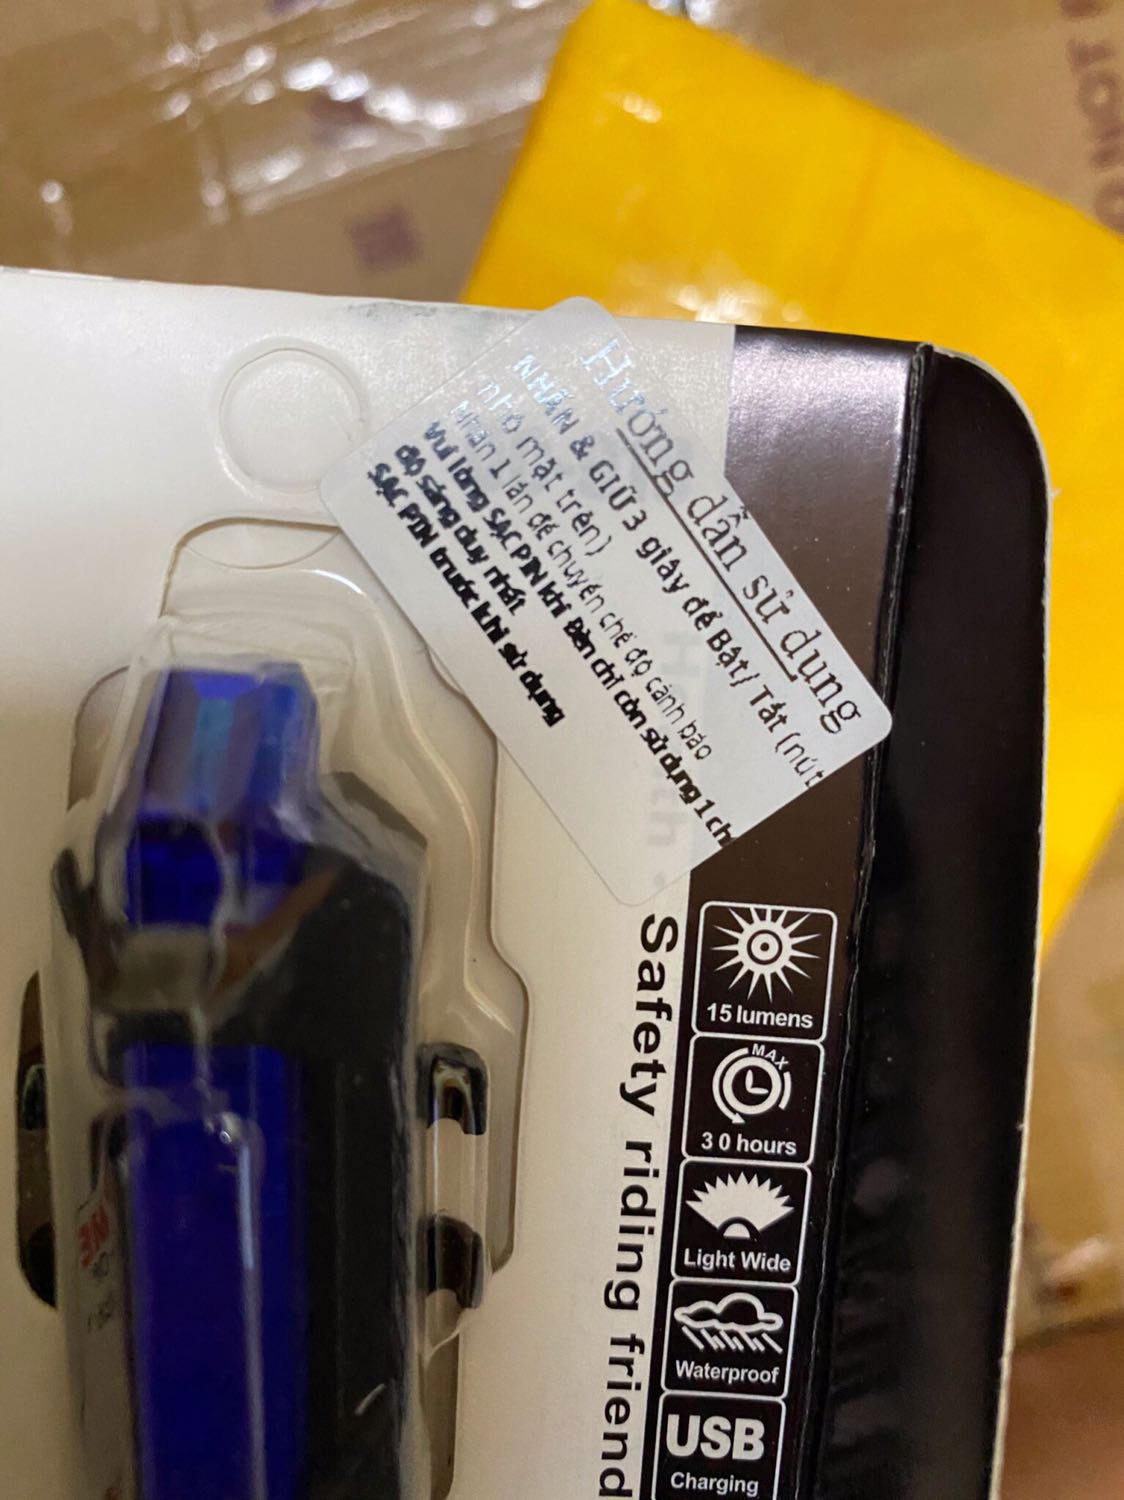 Hướng dẫn sử dụng
NHẤN & GIỮ 3 giây để Bật/ Tắt (nút
nhỏ mặt trên)
Nhấn 1 lần để chuyển chế độ cảnh báo
Vui lòng SẠC PIN khi Đèn chỉ còn sử dụng 1 ch
độ sáng duy nhất
SẠC PIN trước khi sử dụng
Safety riding friend
15 lumens
MAX
30 hours
Light Wide
Waterproof
USB
Charging